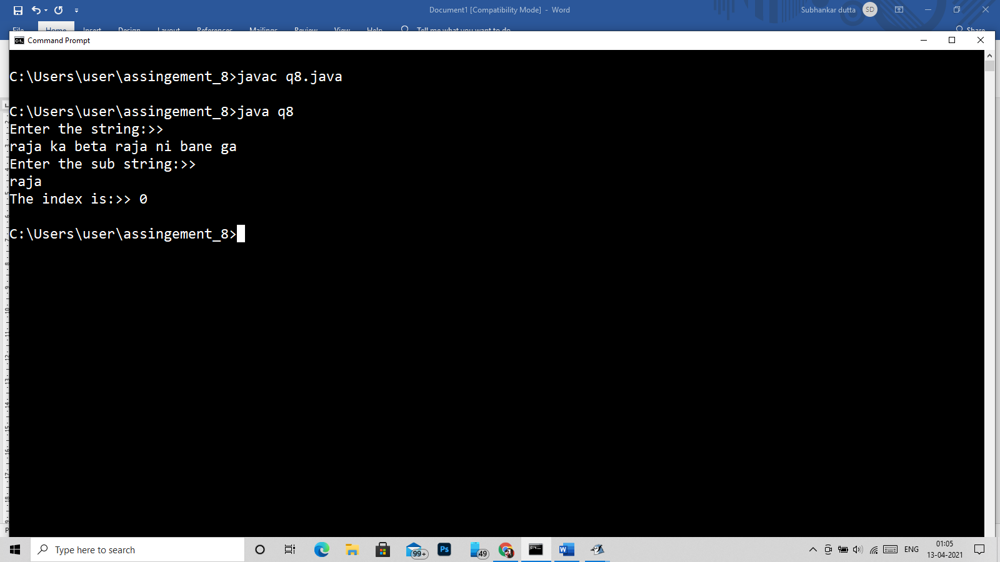 Document1 [Compatibility Mode] - Word
Subhankar dutta
SD
File Home Insert Design Layout References Mailings Review View Help Tell me what you want to do Share
Command Prompt
C:\Users\user\assingement_8>javac q8.java
C:\Users\user\assingement_8>java q8
Enter the string:>>
raja ka beta raja ni bane ga
Enter the sub string:>>
raja
The index is:>> 0
C:\Users\user\assingement_8>
Type here to search
99+
Ps
49
ENG
01:05
13-04-2021